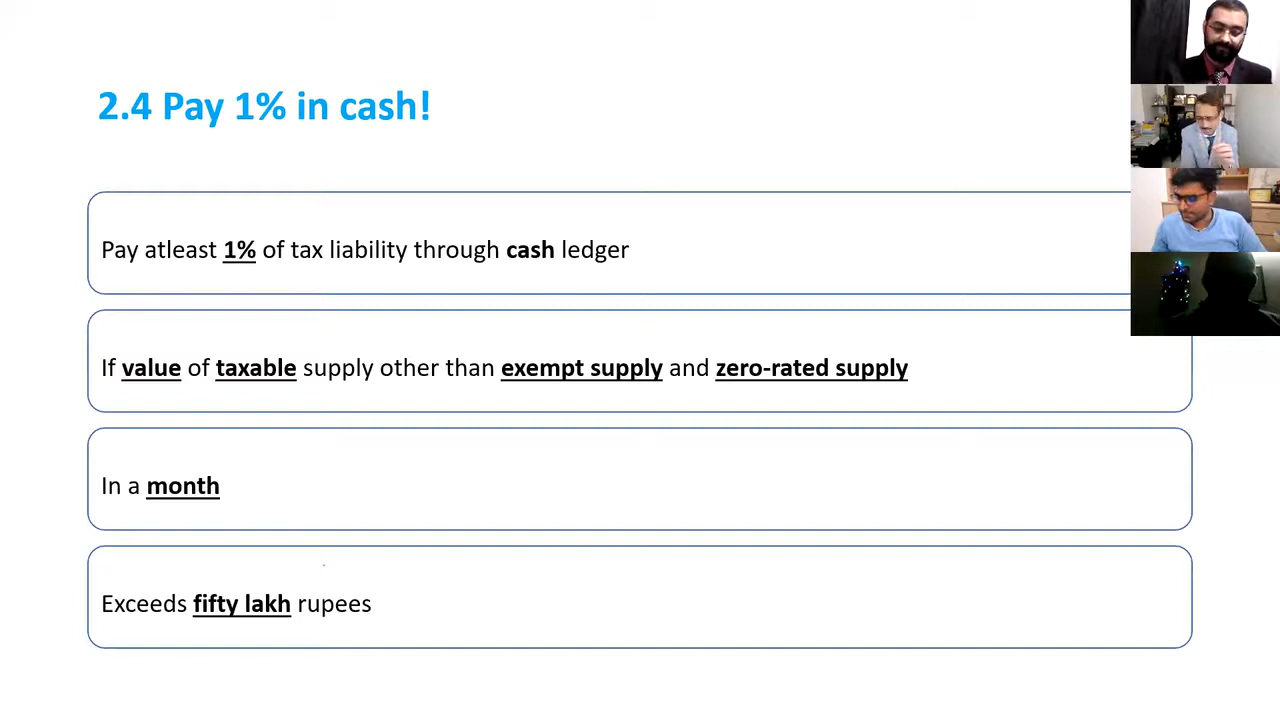 2.4 Pay 1% in cash!
Pay atleast 1% of tax liability through cash ledger
If value of taxable supply other than exempt supply and zero-rated supply
In a month
Exceeds fifty lakh rupees